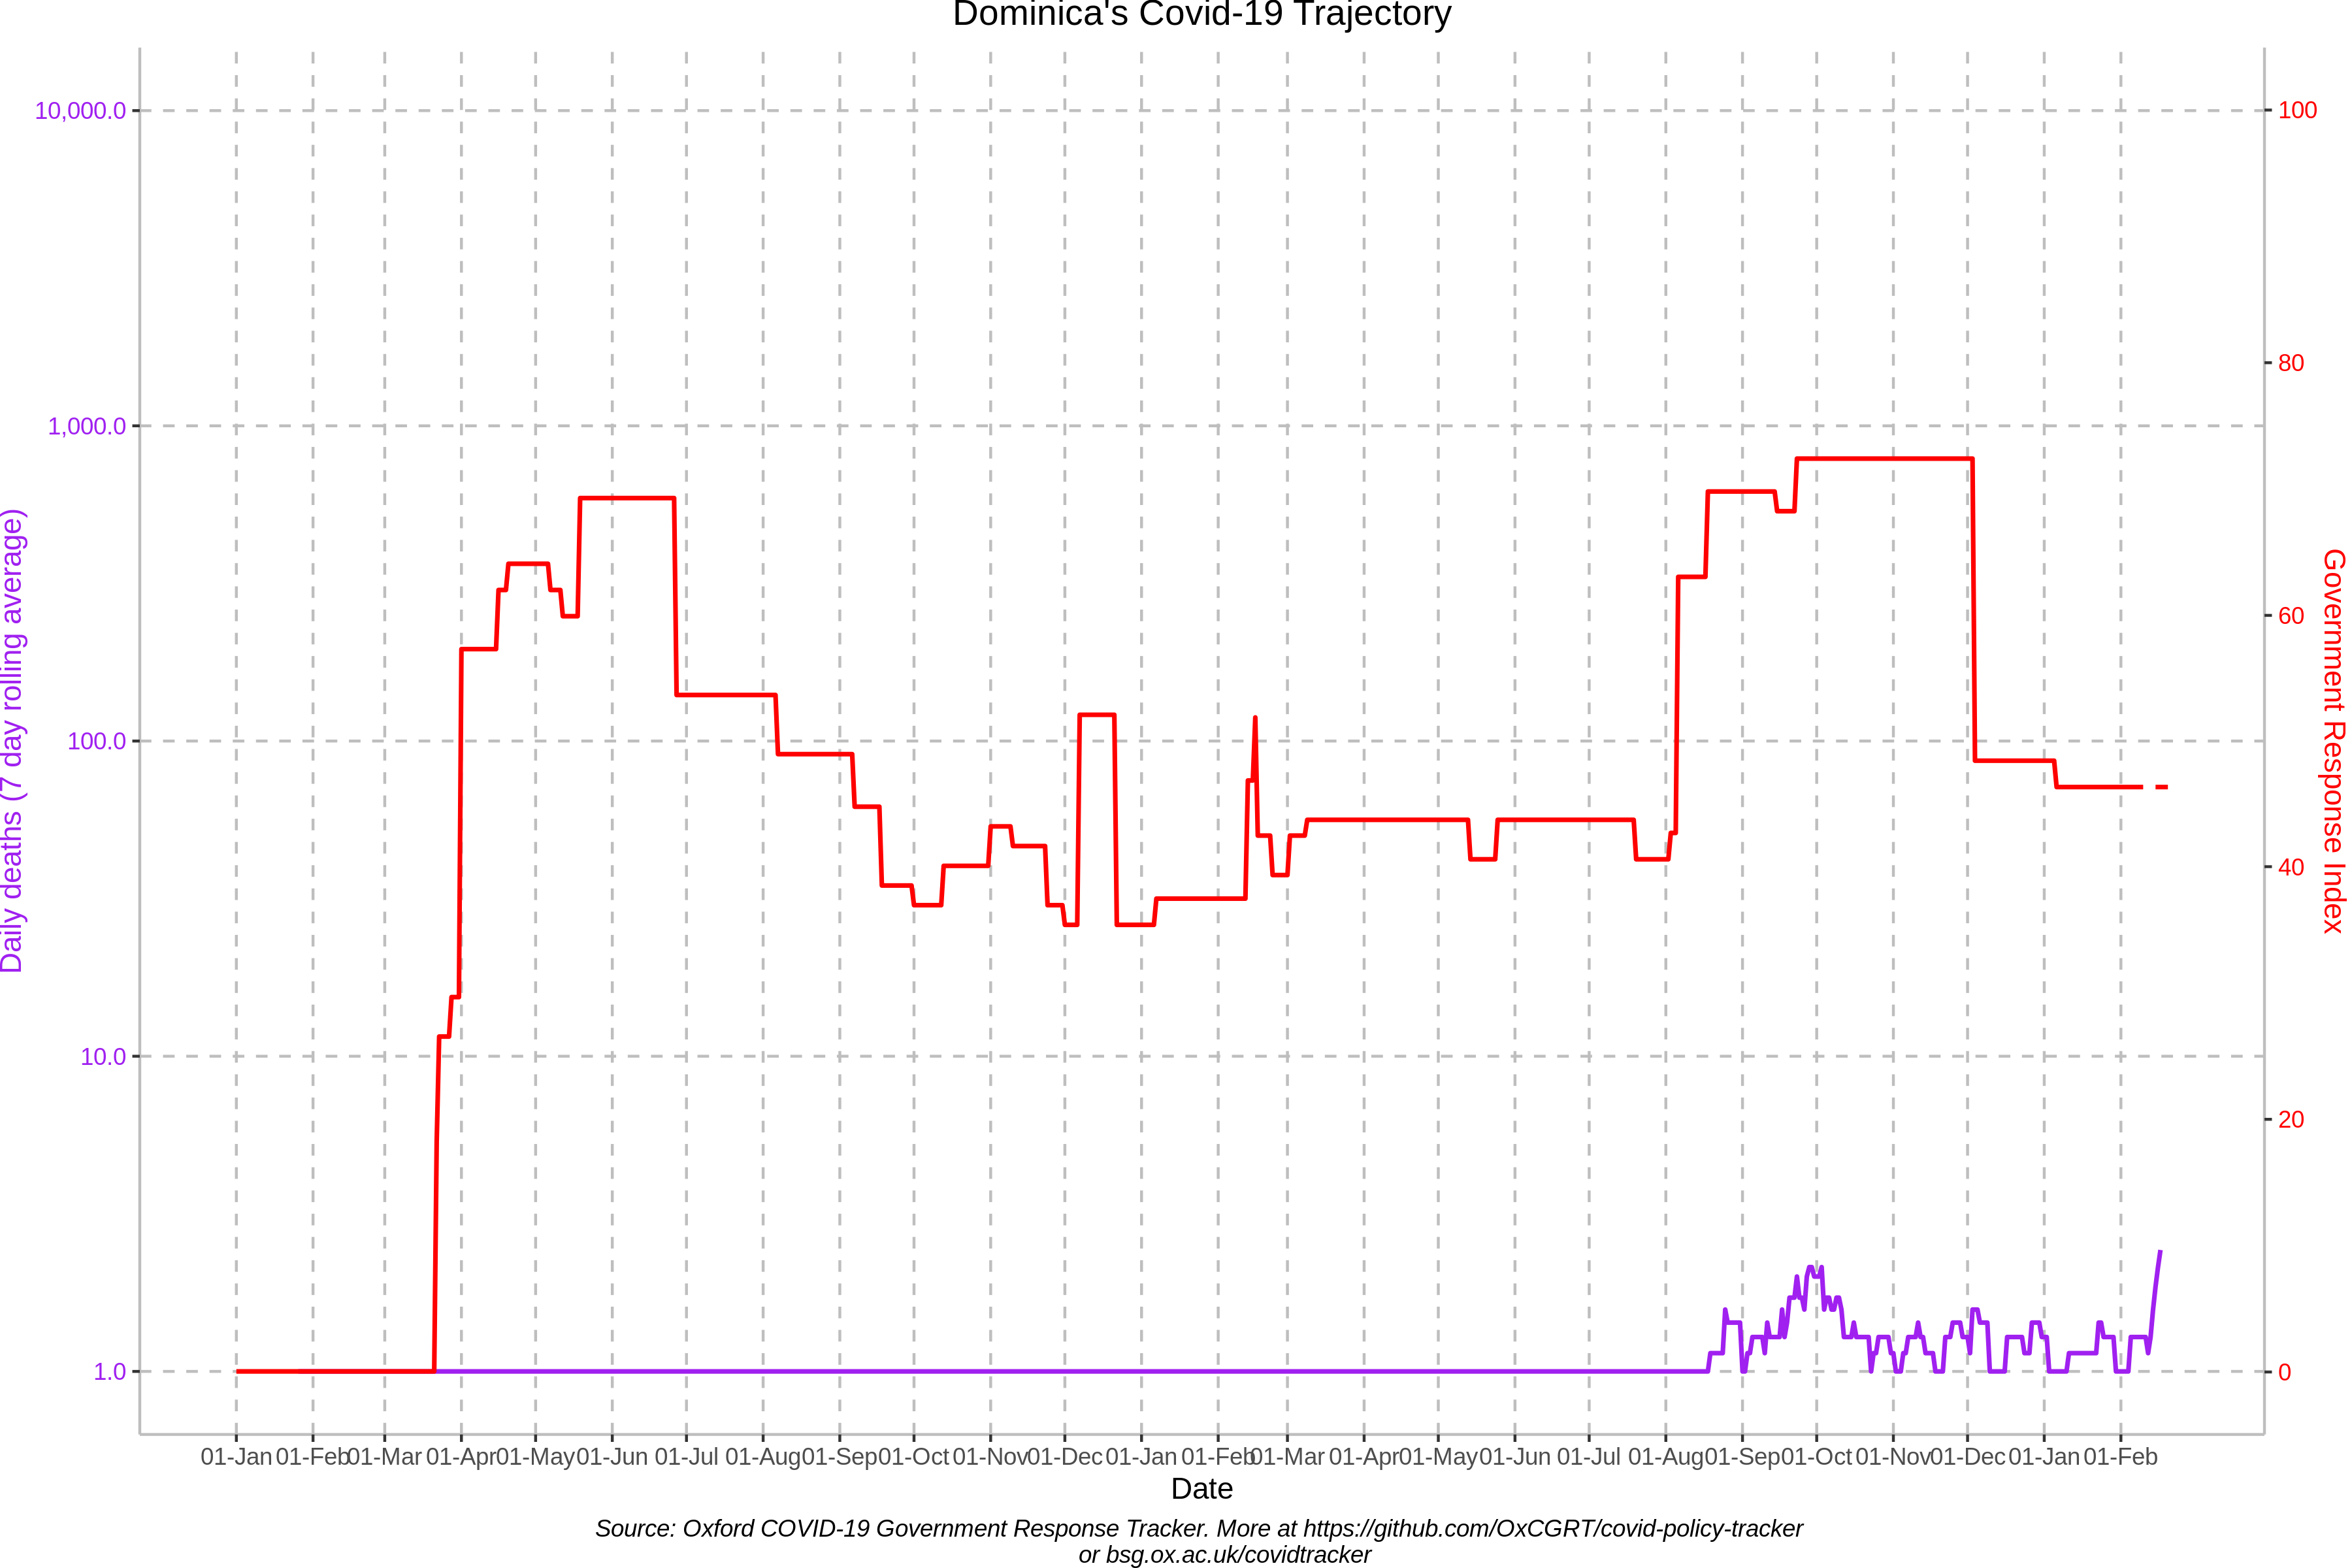 Dominica's Covid-19 Trajectory
10,000.0
1,000.0
100.0
10.0
1.0
Daily deaths (7 day rolling average)
100
80
60
40
20
0
Government Response Index
01-Jan 01-Feb 01-Mar 01-Apr 01-May 01-Jun 01-Jul 01-Aug 01-Sep 01-Oct 01-Nov 01-Dec 01-Jan 01-Feb 01-Mar 01-Apr 01-May 01-Jun 01-Jul 01-Aug 01-Sep 01-Oct 01-Nov 01-Dec 01-Jan 01-Feb
Date
Source: Oxford COVID-19 Government Response Tracker. More at https://github.com/OxCGRT/covid-policy-tracker
or bsg.ox.ac.uk/covidtracker